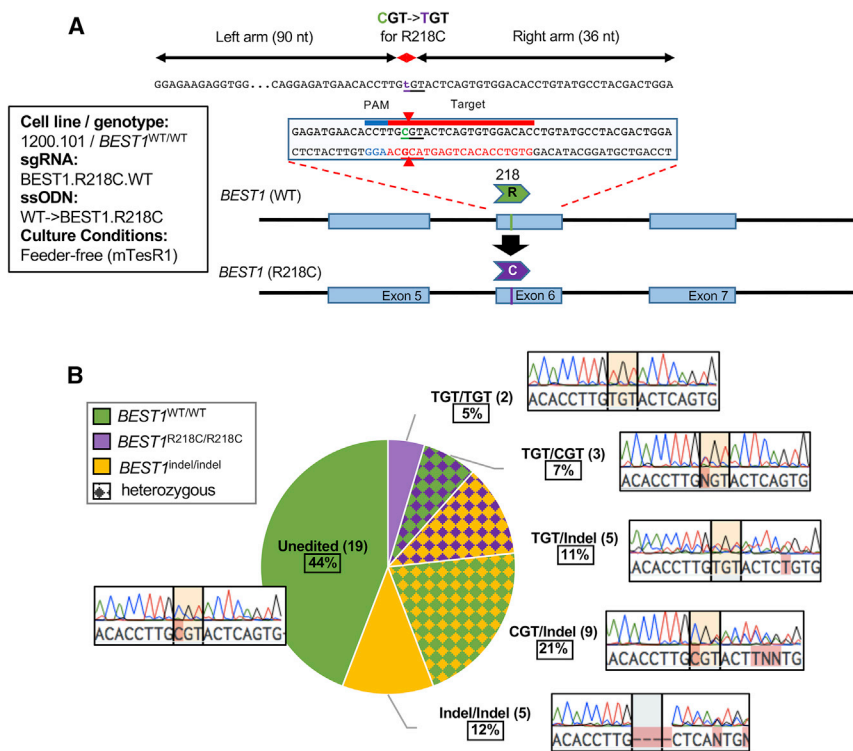 A
CGT->TGT
for R218C
Left arm (90 nt)
Right arm (36 nt)
GGAGAAGAGGTGG...CAGGAGATGAACACCTTGtGTACTCAGTGTGGACACCTGTATGCCTACGACTGGA
PAM
Target
GAGATGAACACCTTGCGTACTCAGTGTGGACACCTGTATGCCTACGACTGGA
CTCTACTTGTGGAACGCATGAGTCACACCTGTGGACATACGGATGCTGACCT
Cell line / genotype:
1200.101 / BEST1WT/WT
sgRNA:
BEST1.R218C.WT
ssODN:
WT->BEST1.R218C
Culture Conditions:
Feeder-free (mTesR1)
218
R
BEST1 (WT)
C
BEST1 (R218C)
Exon 5
Exon 6
Exon 7
B
BEST1WT/WT
BEST1R218C/R218C
BEST1indel/indel
heterozygous
TGT/TGT (2)
5%
ACACCTTGTGTACTCAGTG
TGT/CGT (3)
7%
ACACCTTGNGTACTCAGTG
TGT/Indel (5)
11%
ACACCTTGTGTACTCTGTG
CGT/Indel (9)
21%
ACACCTTGCGTACTTNNTG
Indel/Indel (5)
12%
ACACCTTG----CTCANTGN
Unedited (19)
44%
ACACCTTGCGTACTCAGTG